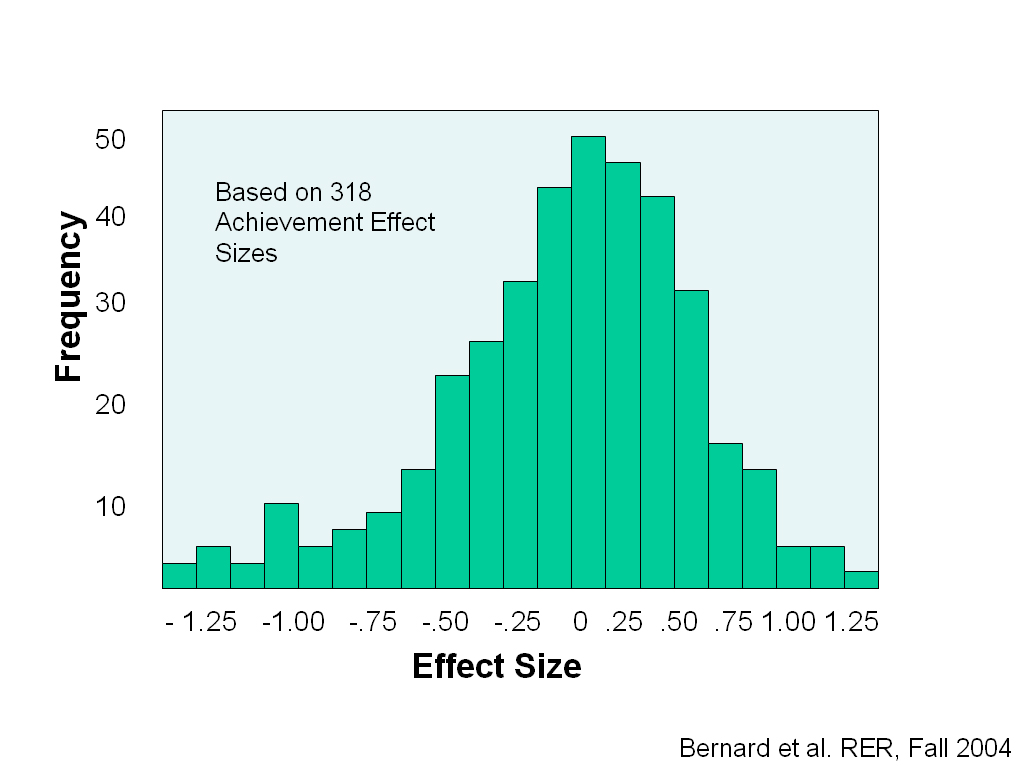 50
Based on 318
Achievement Effect
Sizes
40
30
20
10
Frequency
- 1.25 -1.00 -.75 -.50 -.25 0 .25 .50 .75 1.00 1.25
Effect Size
Bernard et al. RER, Fall 2004